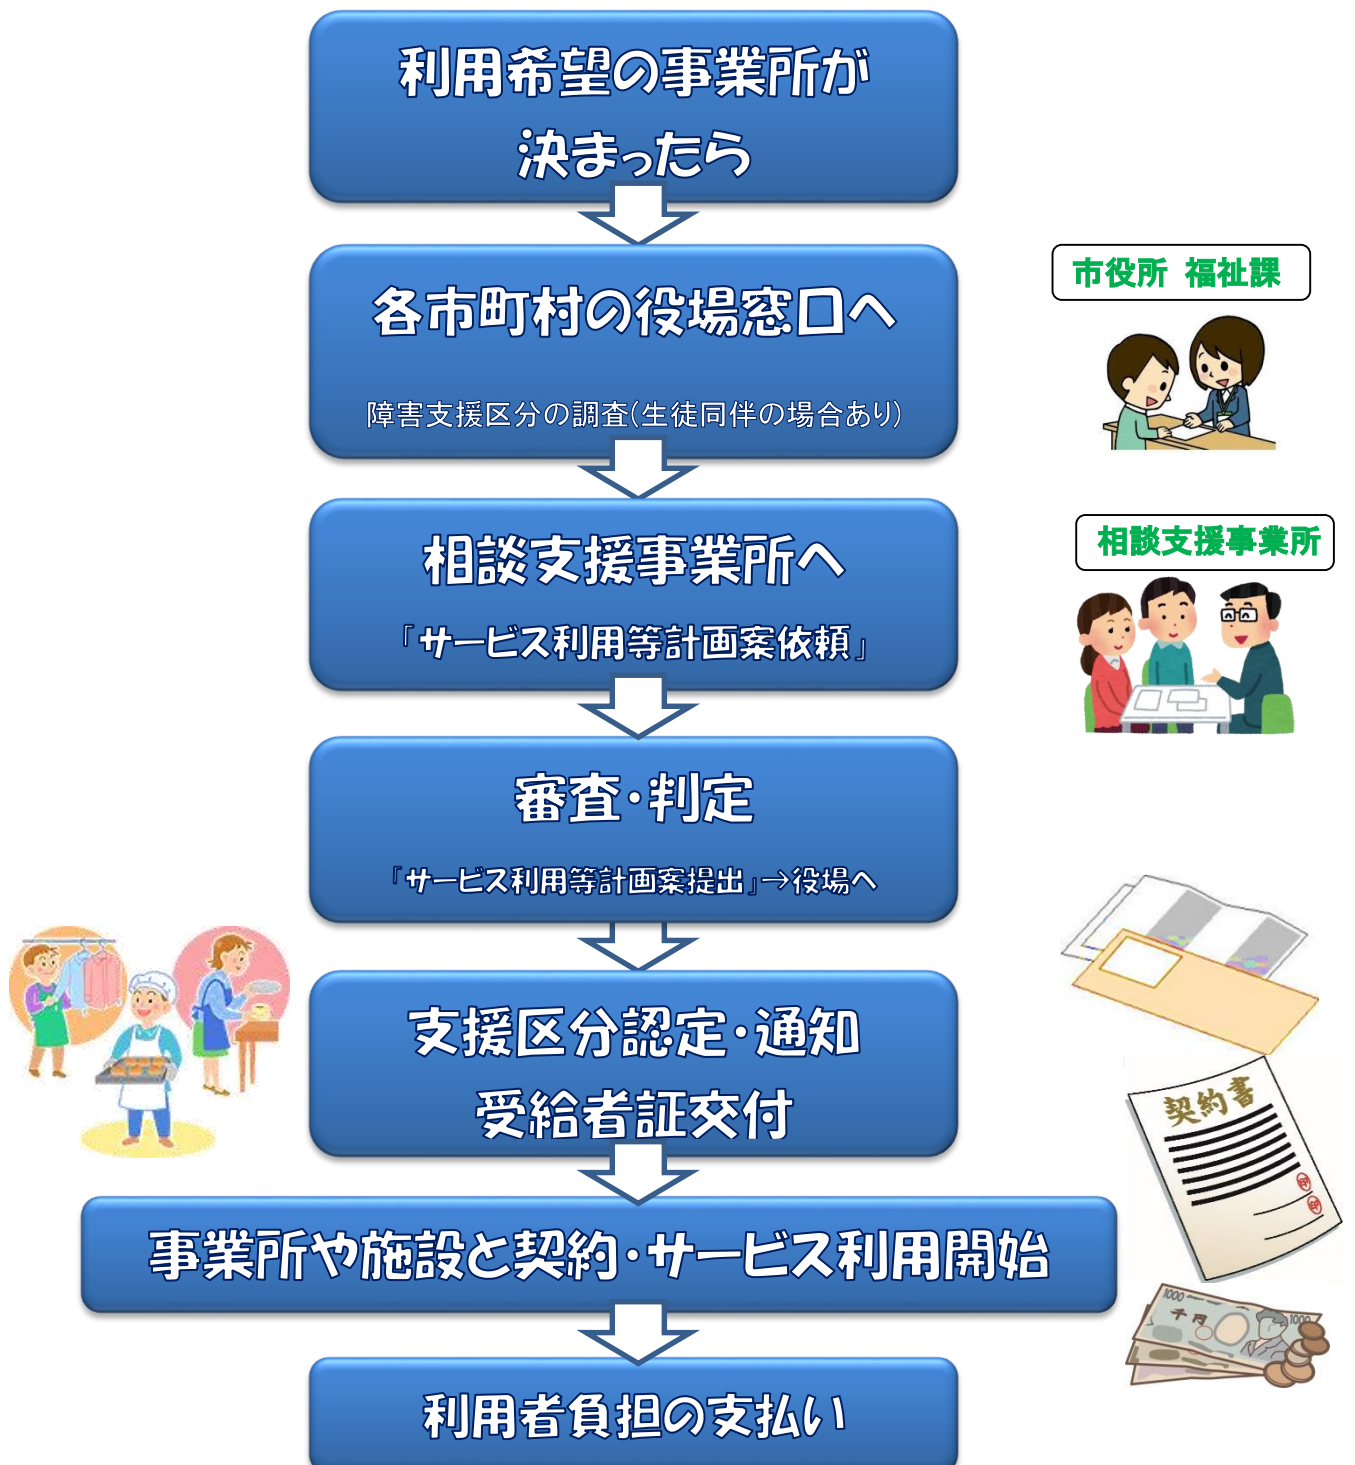 利用希望の事業所が
決まったら
各市町村の役場窓口へ
障害支援区分の調査(生徒同伴の場合あり)
市役所 福祉課
相談支援事業所へ
『サービス利用等計画案依頼』
相談支援事業所
審査・判定
『サービス利用等計画案提出』→役場へ
支援区分認定・通知
受給者証交付
契約書
印
印
事業所や施設と契約・サービス利用開始
1000
千円
1000
利用者負担の支払い